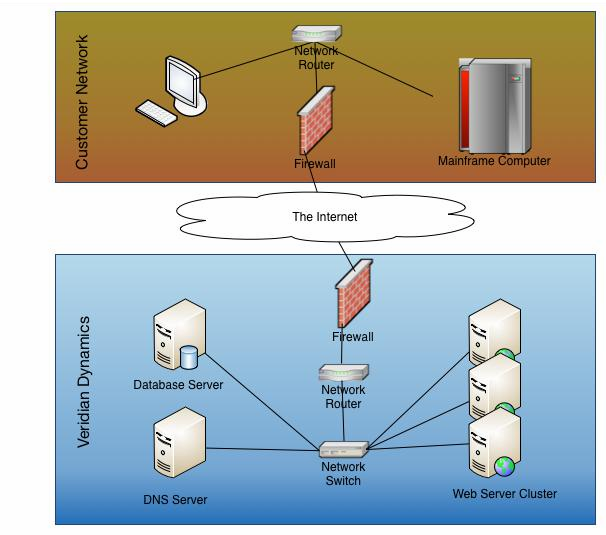 Customer Network
Network
Router
Firewall
Mainframe Computer
The Internet
Veridian Dynamics
Firewall
Database Server
Network
Router
Network
Switch
DNS Server
Web Server Cluster